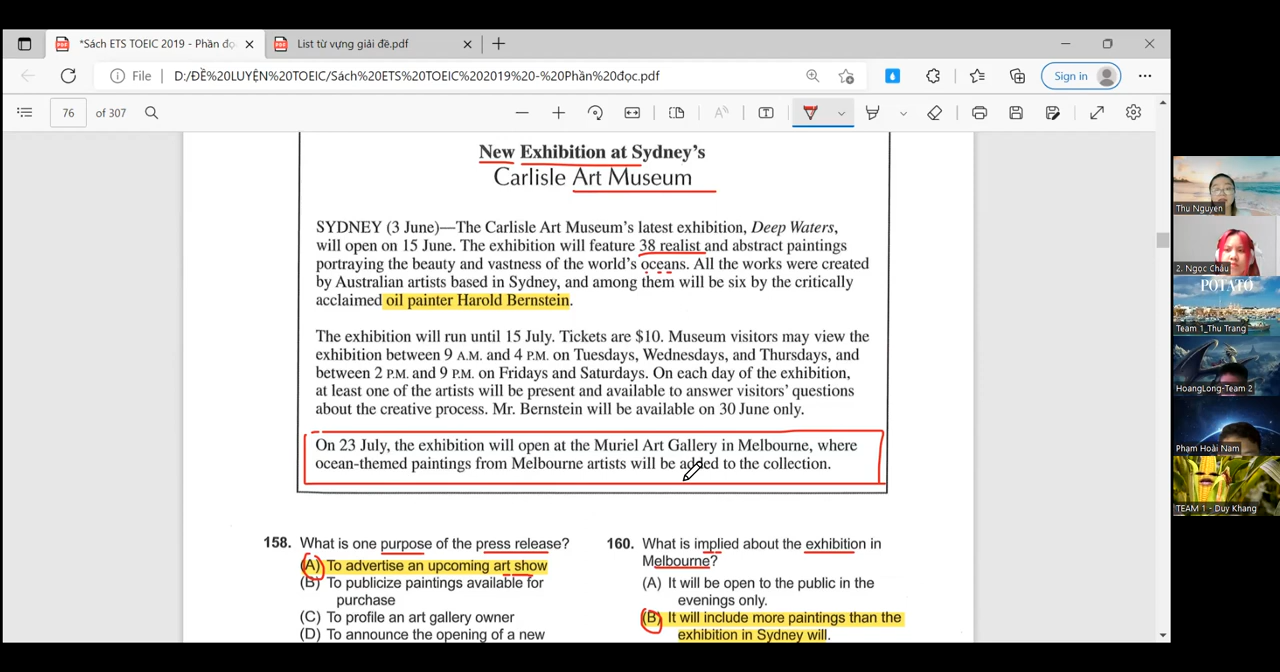 *Sách ETS TOEIC 2019 - Phần đọ
List từ vựng giải đề.pdf
File
D:/ĐỀ%20LUYỆN%20TOEIC/Sách%20ETS%20TOEIC%202019%20-%20Phần%20đọc.pdf
Sign in
76 of 307
New Exhibition at Sydney's
Carlisle Art Museum
SYDNEY (3 June)—The Carlisle Art Museum's latest exhibition, Deep Waters,
will open on 15 June. The exhibition will feature 38 realist and abstract paintings
portraying the beauty and vastness of the world's oceans. All the works were created
by Australian artists based in Sydney, and among them will be six by the critically
acclaimed oil painter Harold Bernstein.
The exhibition will run until 15 July. Tickets are $10. Museum visitors may view the
exhibition between 9 A.M. and 4 P.M. on Tuesdays, Wednesdays, and Thursdays, and
between 2 P.M. and 9 P.M. on Fridays and Saturdays. On each day of the exhibition,
at least one of the artists will be present and available to answer visitors' questions
about the creative process. Mr. Bernstein will be available on 30 June only.
On 23 July, the exhibition will open at the Muriel Art Gallery in Melbourne, where
ocean-themed paintings from Melbourne artists will be added to the collection.
158. What is one purpose of the press release?
(A) To advertise an upcoming art show
(B) To publicize paintings available for
purchase
(C) To profile an art gallery owner
(D) To announce the opening of a new
160. What is implied about the exhibition in
Melbourne?
(A) It will be open to the public in the
evenings only.
(B) It will include more paintings than the
exhibition in Sydney will.
Thu Nguyen
2. Ngọc Châu
POTATO
Team 1_Thu Trang
HoangLong-Team 2
Phạm Hoài Nam
TEAM 1 - Duy Khang